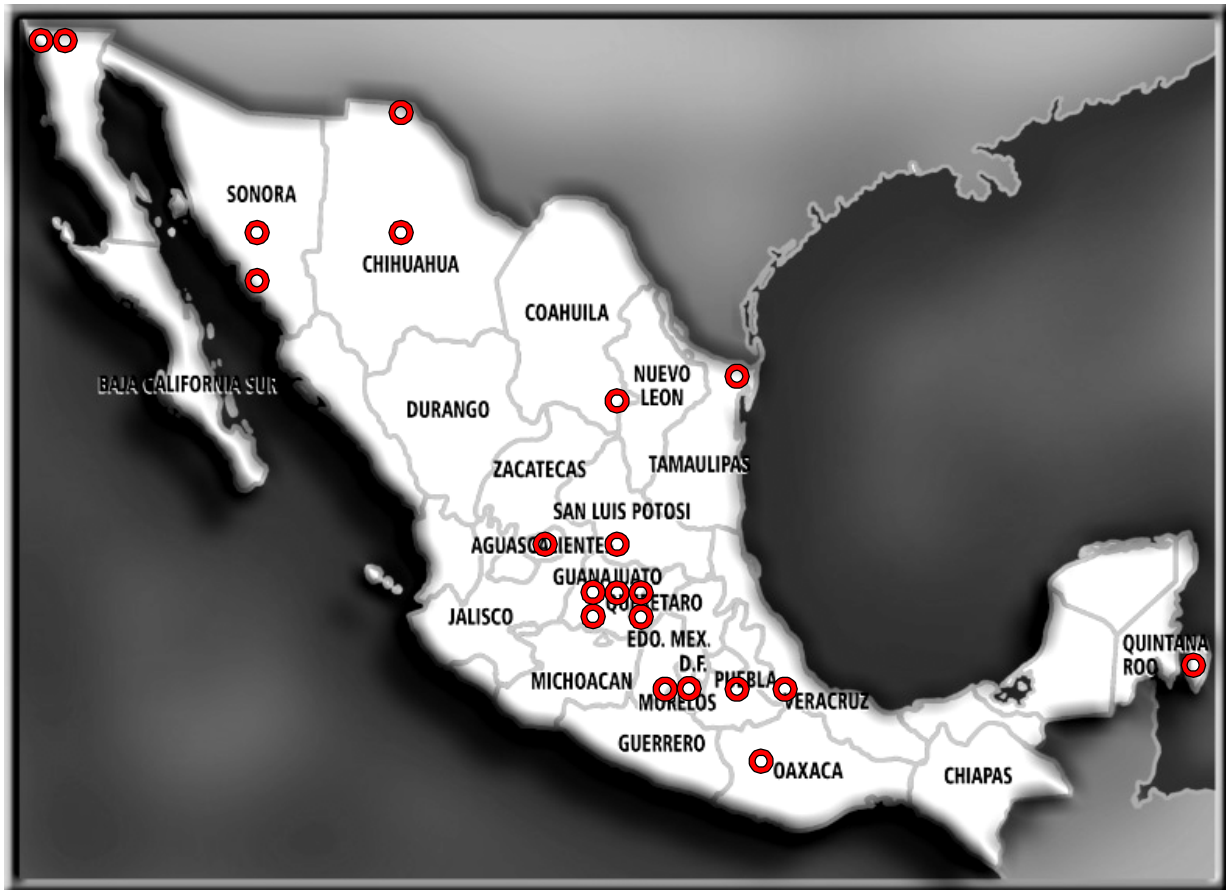 SONORA
CHIHUAHUA
COAHUILA
NUEVO
LEON
BAJA CALIFORNIA SUR
DURANGO
ZACATECAS
TAMAULIPAS
SAN LUIS POTOSI
AGUASCALIENTES
GUANAJUATO
QUERETARO
JALISCO
EDO. MEX.
D.F.
QUINTANA
ROO
MICHOACAN
PUEBLA
MORELOS
VERACRUZ
GUERRERO
OAXACA
CHIAPAS